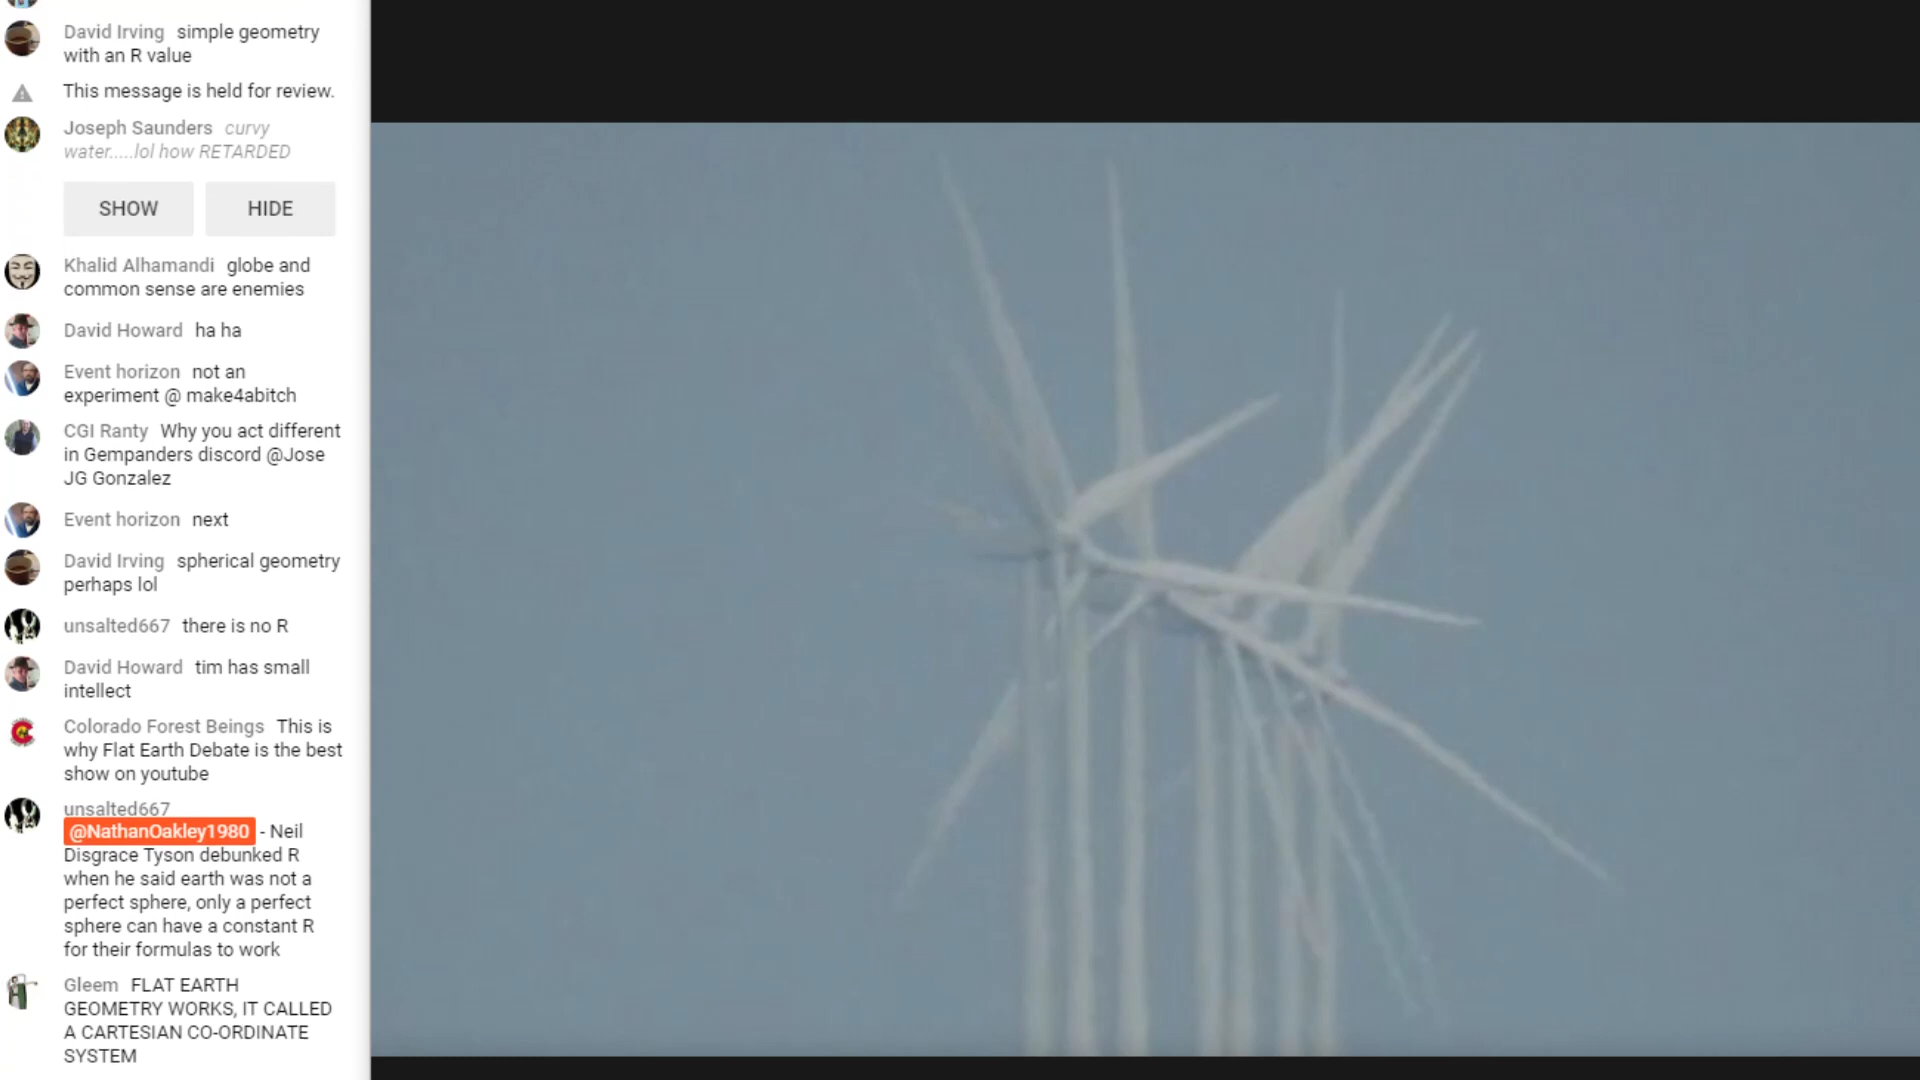 David Irving simple geometry
with an R value
This message is held for review.
Joseph Saunders curvy
water.....lol how RETARDED
SHOW HIDE
Khalid Alhamandi globe and
common sense are enemies
David Howard ha ha
Event horizon not an
experiment @ make4abitch
CGI Ranty Why you act different
in Gempanders discord @Jose
JG Gonzalez
Event horizon next
David Irving spherical geometry
perhaps lol
unsalted667 there is no R
David Howard tim has small
intellect
Colorado Forest Beings This is
why Flat Earth Debate is the best
show on youtube
unsalted667
@NathanOakley1980 - Neil
Disgrace Tyson debunked R
when he said earth was not a
perfect sphere, only a perfect
sphere can have a constant R
for their formulas to work
Gleem FLAT EARTH
GEOMETRY WORKS, IT CALLED
A CARTESIAN CO-ORDINATE
SYSTEM